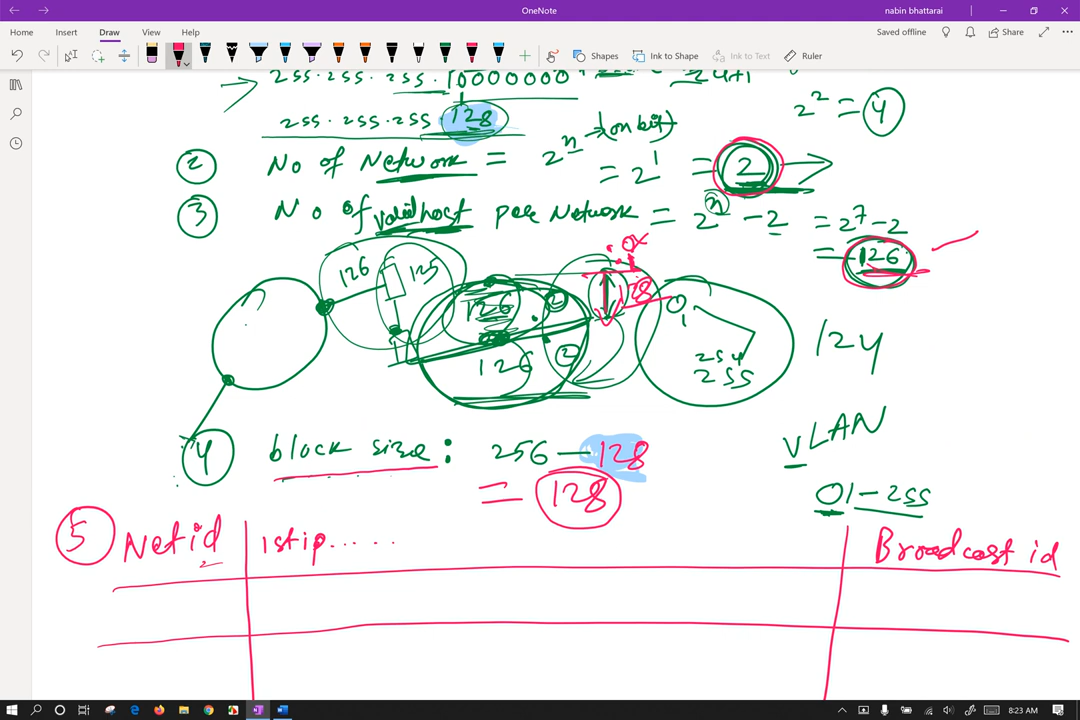 OneNote
nabin bhattarai
Home Insert Draw View Help
Saved offline Share
Shapes Ink to Shape Ink to Text Ruler
255.255.255.10000000
255.255.255.128
2² = 4
② No of Network = 2ⁿ → (on bit)
= 2¹ = 2
③ No of valid host per Network = 2ⁿ - 2 = 2⁷ - 2
= 126
126 125 126 2 128 0
1
126 2 254
255
124
④ block size : 256 - 128
= 128
VLAN
01 - 255
⑤ Net id 1st ip..... Broadcast id
8:23 AM